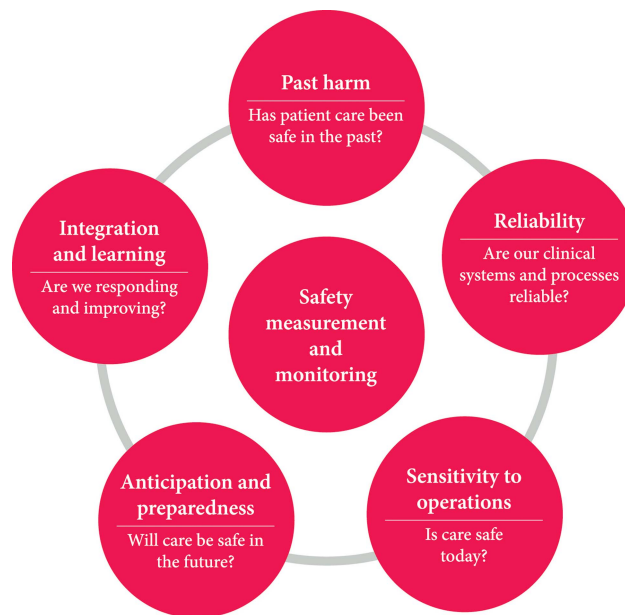 Past harm
Has patient care been
safe in the past?
Reliability
Are our clinical
systems and processes
reliable?
Sensitivity to
operations
Is care safe
today?
Anticipation and
preparedness
Will care be safe in
the future?
Integration
and learning
Are we responding
and improving?
Safety
measurement
and
monitoring